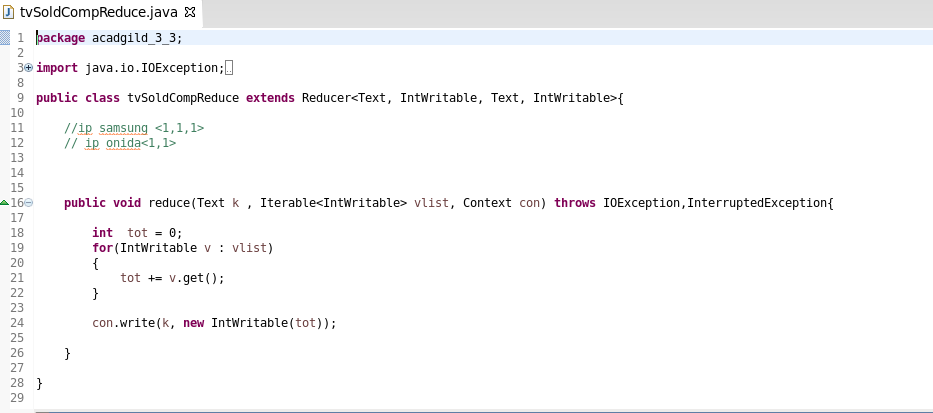 tvSoldCompReduce.java
1 package acadgild_3_3;
2
3 import java.io.IOException;
8
9 public class tvSoldCompReduce extends Reducer<Text, IntWritable, Text, IntWritable>{
10
11 //ip samsung <1,1,1>
12 // ip onida<1,1>
13
14
15
16 public void reduce(Text k , Iterable<IntWritable> vlist, Context con) throws IOException,InterruptedException{
17
18 int  tot = 0;
19 for(IntWritable v : vlist)
20 {
21 tot += v.get();
22 }
23
24 con.write(k, new IntWritable(tot));
25
26 }
27
28 }
29